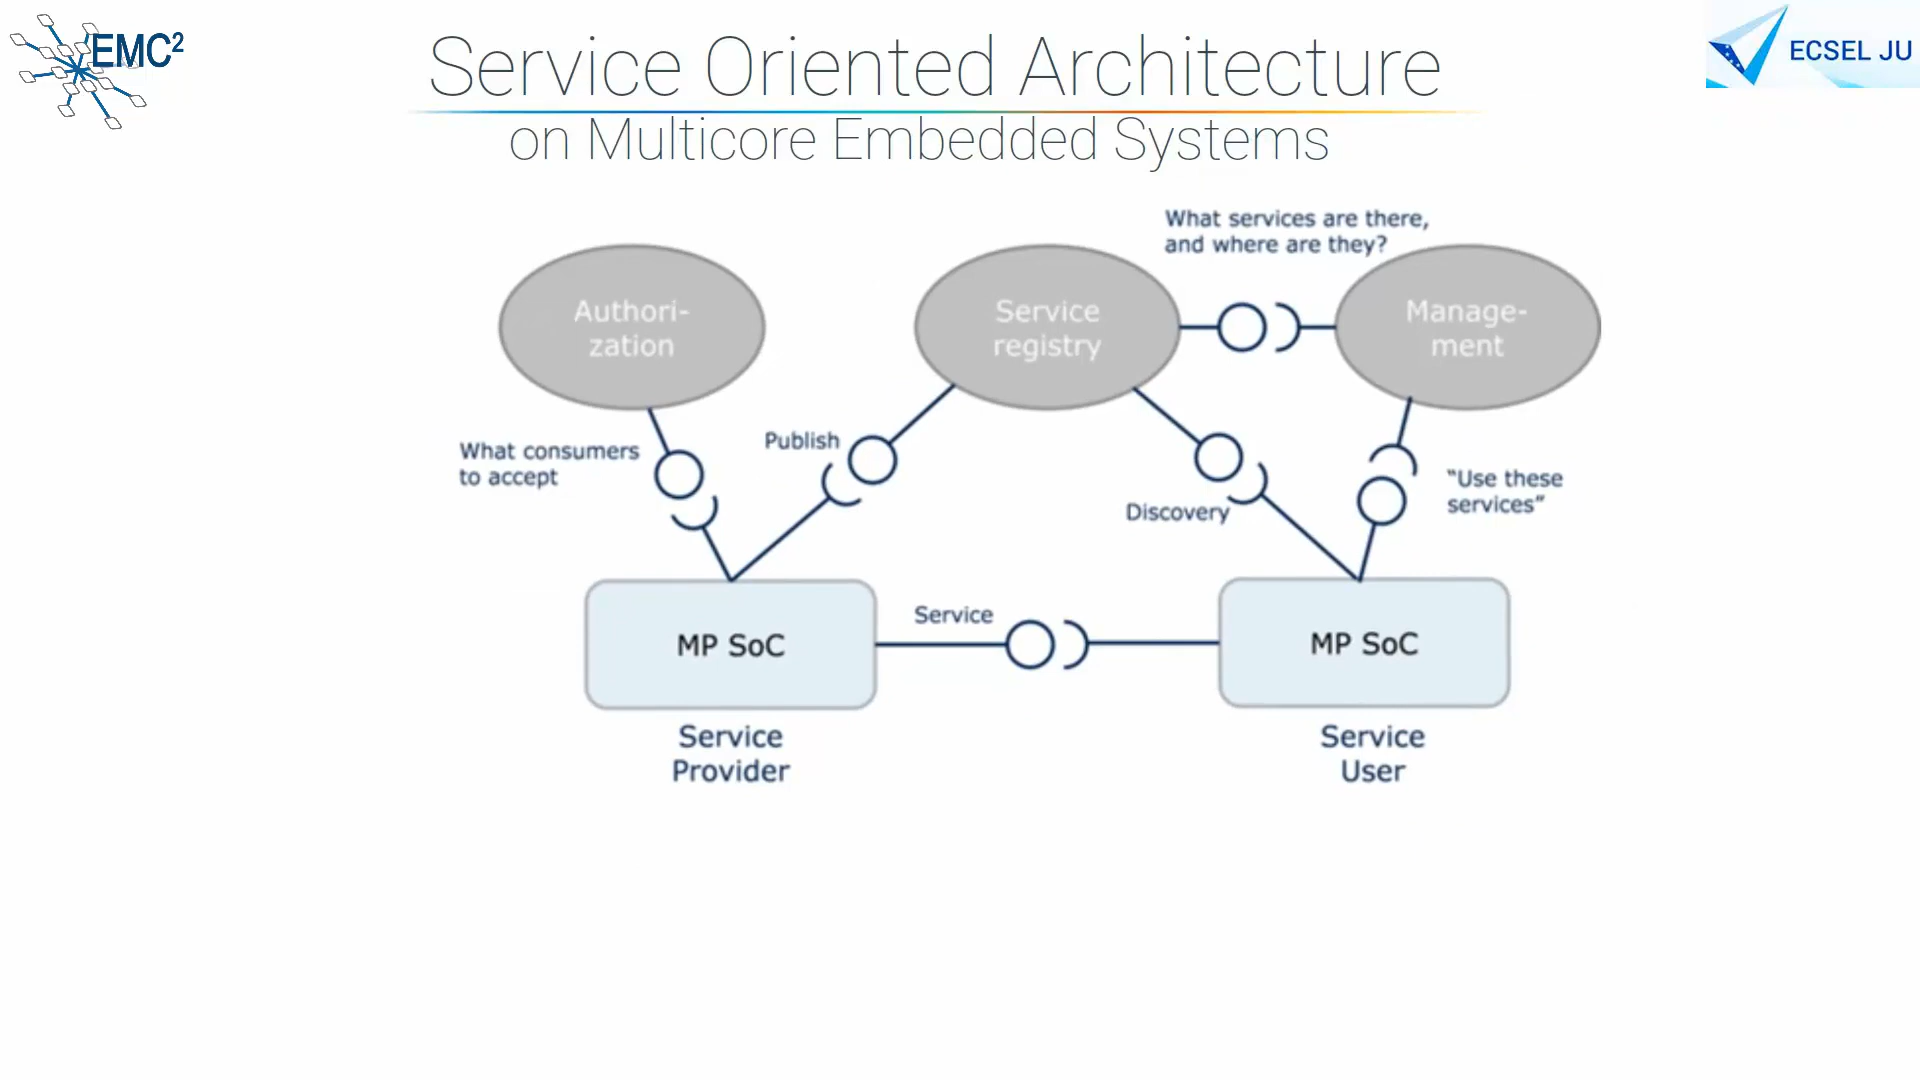 EMC²
Service Oriented Architecture
on Multicore Embedded Systems
ECSEL JU
What services are there,
and where are they?
Authori-
zation
Service
registry
Manage-
ment
What consumers
to accept
Publish
Discovery
"Use these
services"
MP SoC
Service
MP SoC
Service
Provider
Service
User